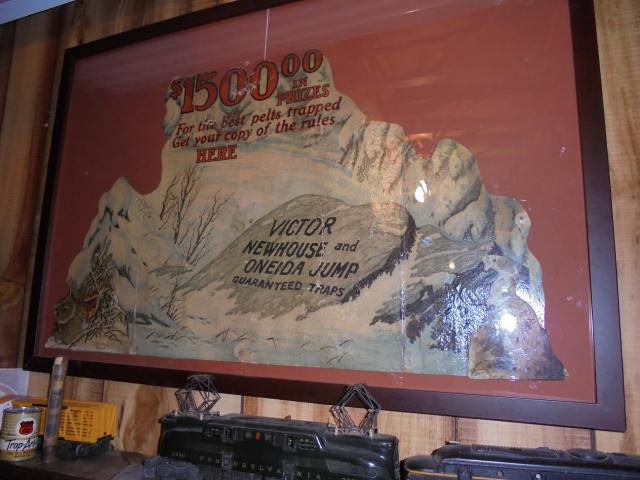 $1500.00
IN
PRIZES
For the best pelts trapped
Get your copy of the rules
HERE
VICTOR
NEWHOUSE and
ONEIDA JUMP
GUARANTEED TRAPS
PENNSYLVANIA